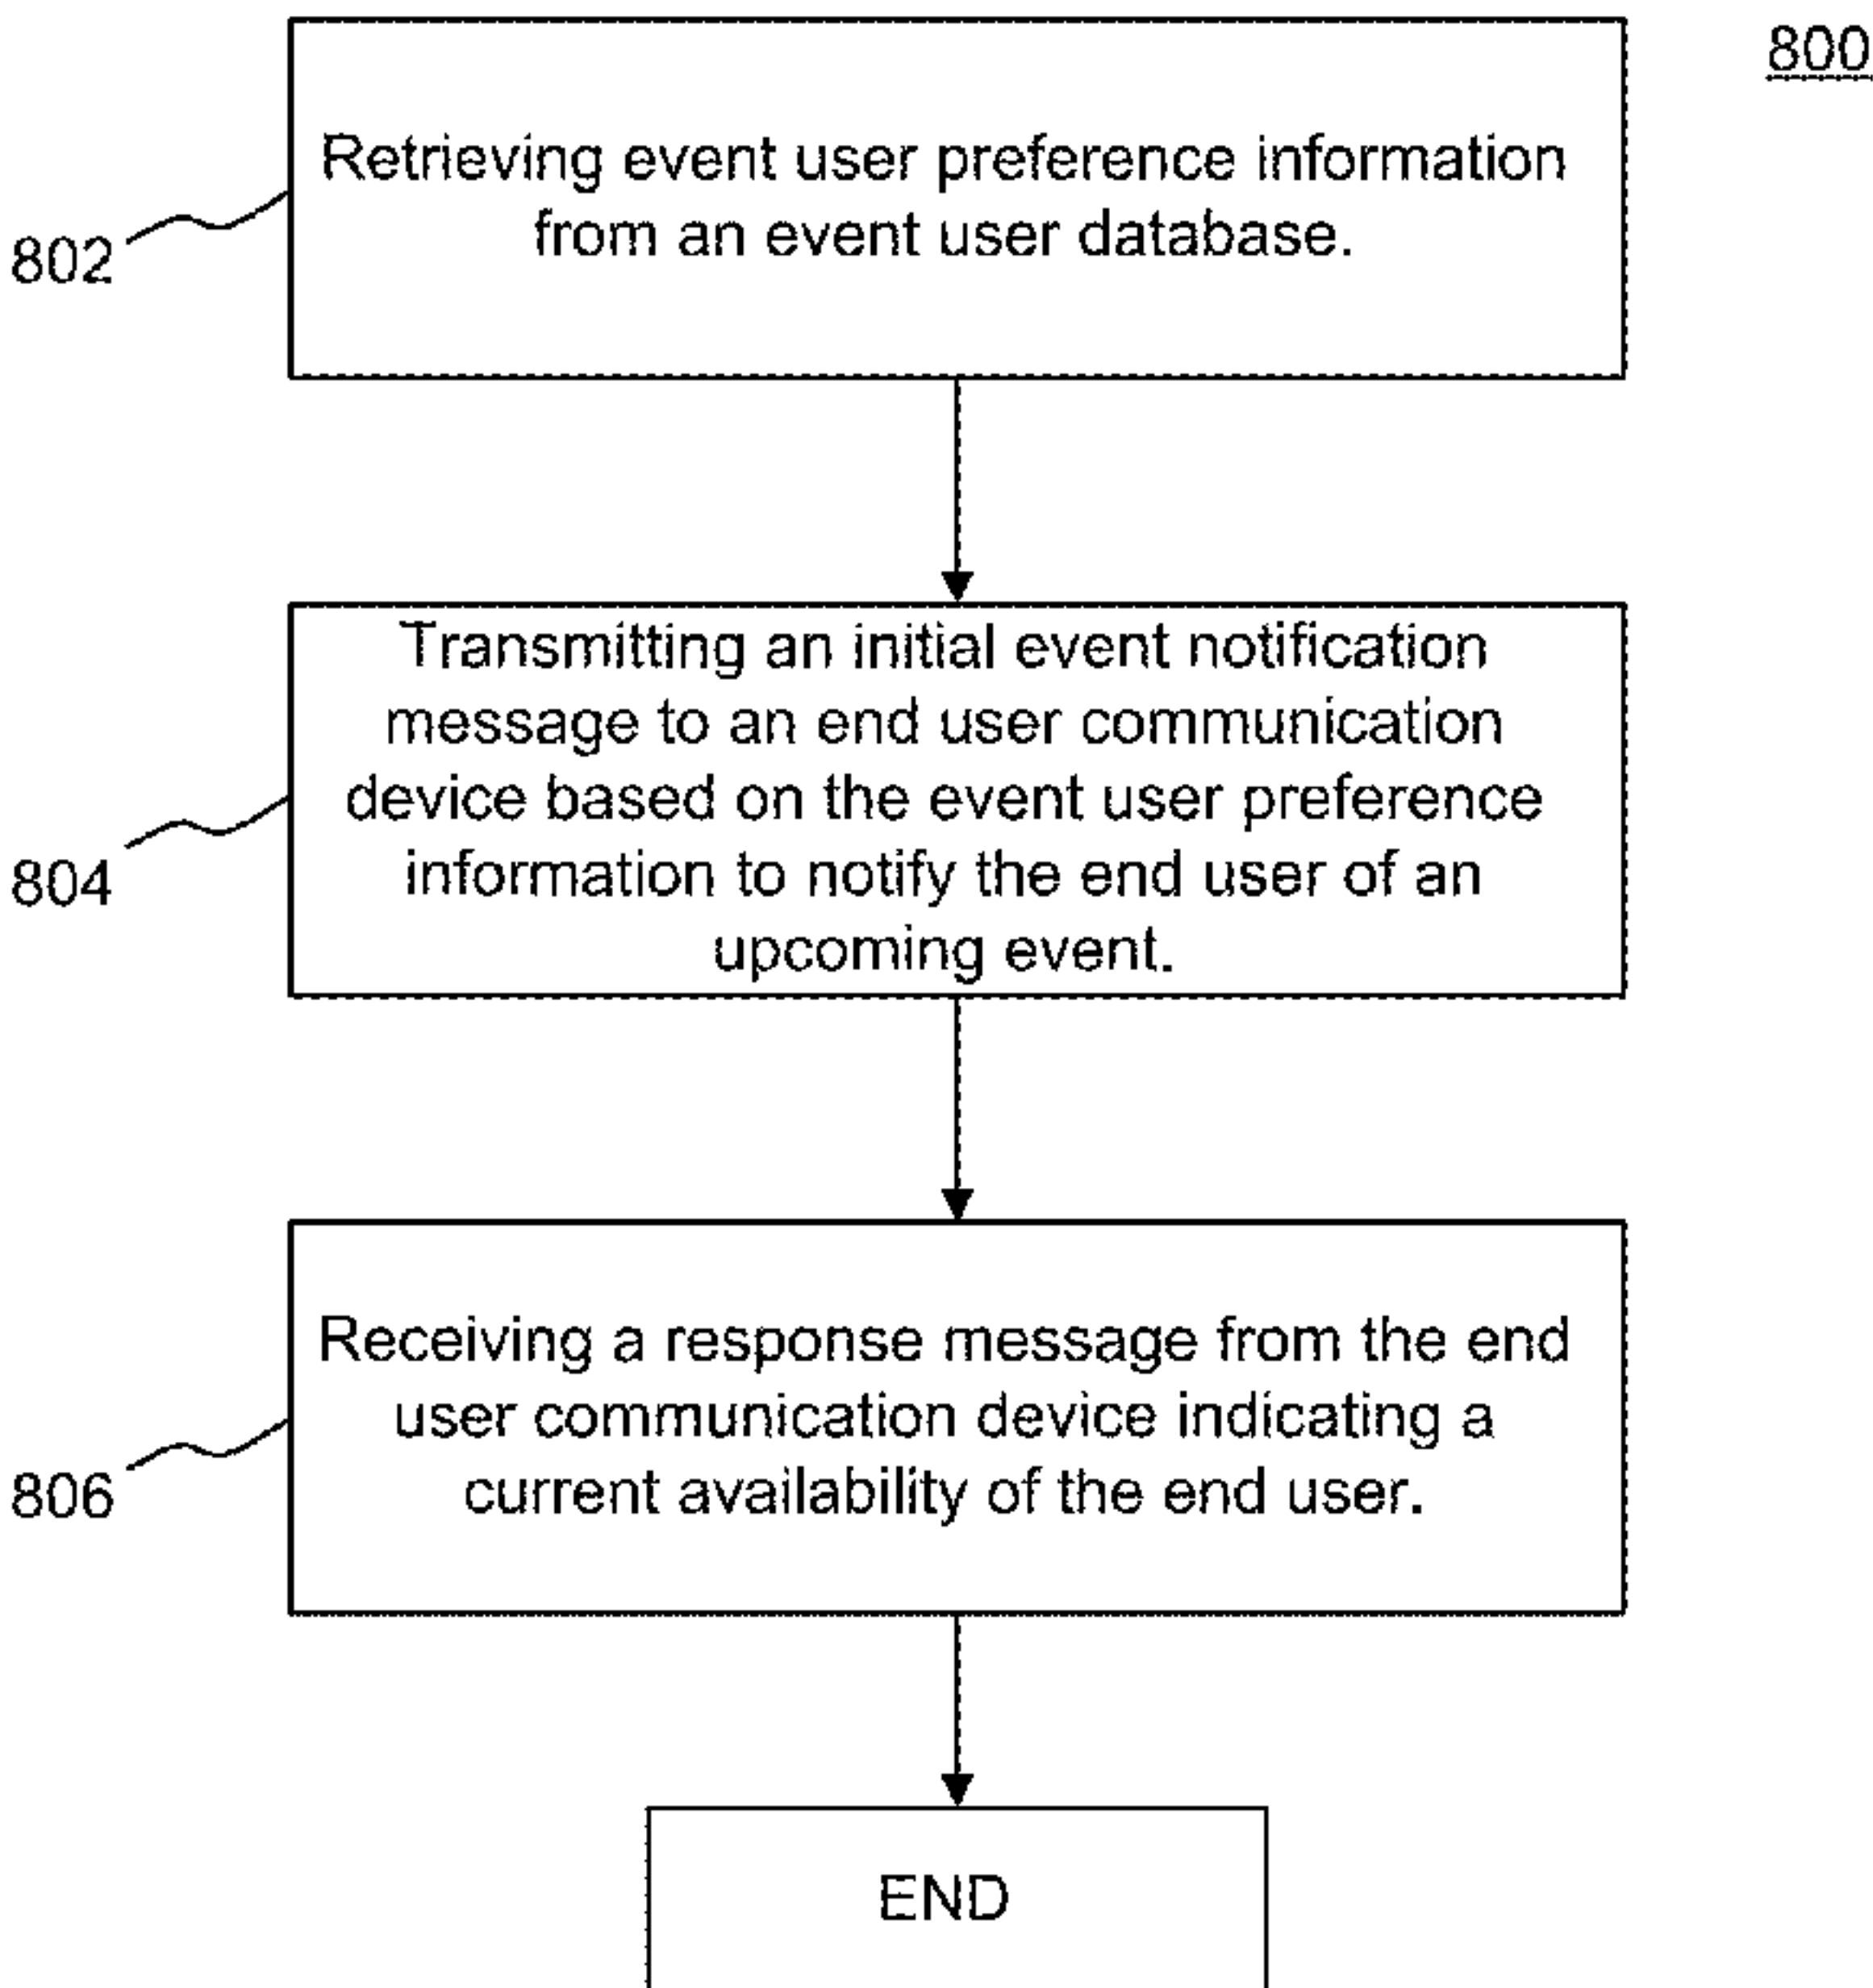 800
Retrieving event user preference information
from an event user database.
802
Transmitting an initial event notification
message to an end user communication
device based on the event user preference
information to notify the end user of an
upcoming event.
804
Receiving a response message from the end
user communication device indicating a
current availability of the end user.
806
END